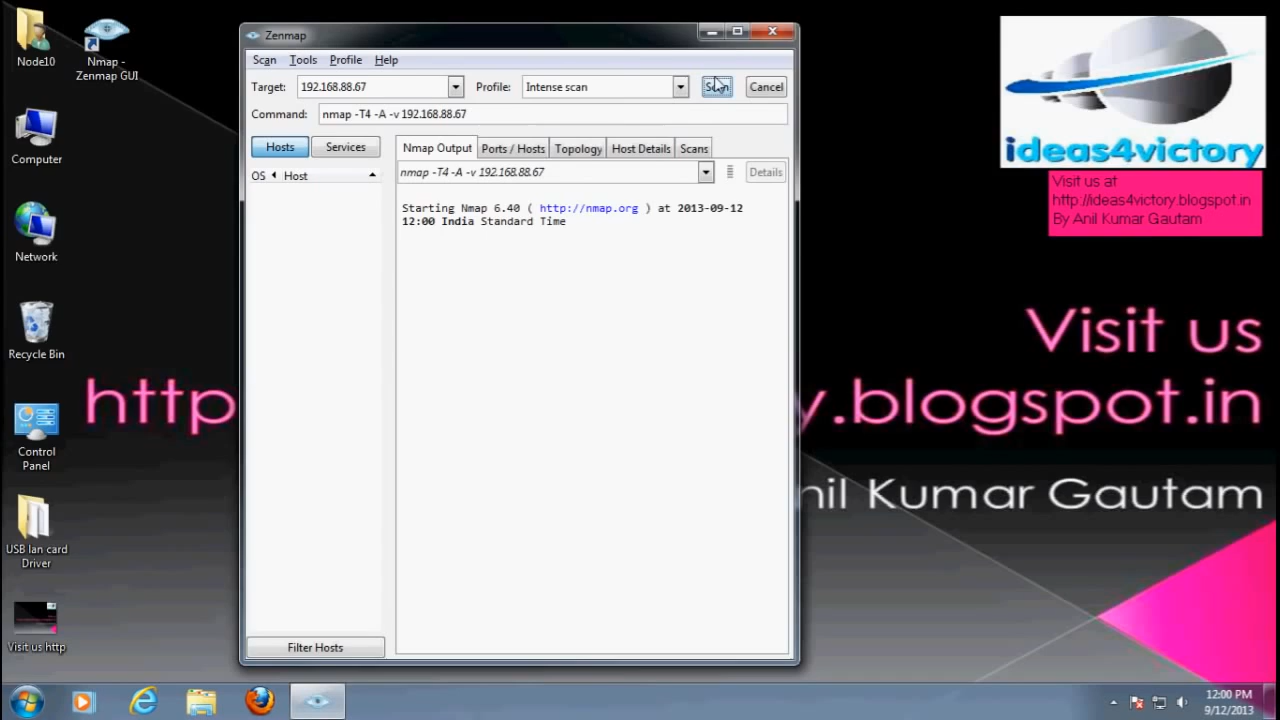 Node10
Nmap -
Zenmap GUI
Computer
Network
Recycle Bin
Control
Panel
USB lan card
Driver
Visit us http
Zenmap
Scan Tools Profile Help
Target: 192.168.88.67 Profile: Intense scan Scan Cancel
Command: nmap -T4 -A -v 192.168.88.67
Hosts Services
OS Host
Nmap Output Ports / Hosts Topology Host Details Scans
nmap -T4 -A -v 192.168.88.67 Details
Starting Nmap 6.40 ( http://nmap.org ) at 2013-09-12
12:00 India Standard Time
Filter Hosts
ideas4victory
Visit us at
http://ideas4victory.blogspot.in
By Anil Kumar Gautam
Visit us
http y.blogspot.in
nil Kumar Gautam
12:00 PM
9/12/2013